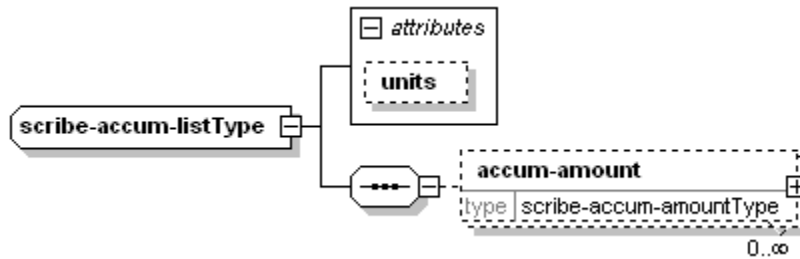 attributes
units
scribe-accum-listType
accum-amount
type scribe-accum-amountType
0..∞